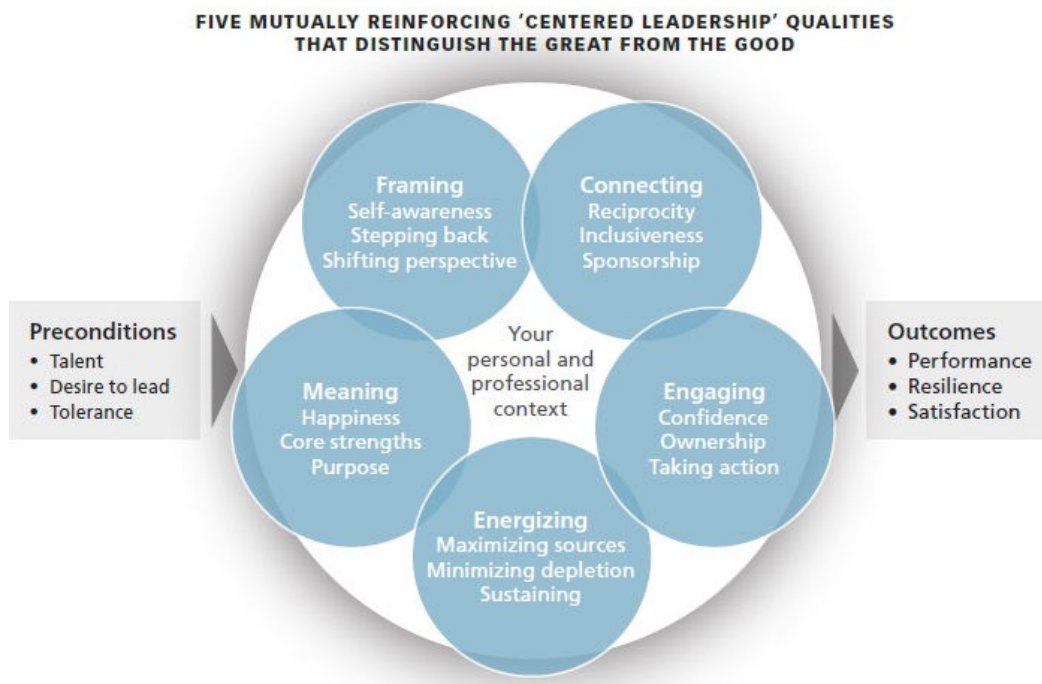 FIVE MUTUALLY REINFORCING ‘CENTERED LEADERSHIP’ QUALITIES
THAT DISTINGUISH THE GREAT FROM THE GOOD
Preconditions
• Talent
• Desire to lead
• Tolerance
Framing
Self-awareness
Stepping back
Shifting perspective
Connecting
Reciprocity
Inclusiveness
Sponsorship
Meaning
Happiness
Core strengths
Purpose
Your
personal and
professional
context
Engaging
Confidence
Ownership
Taking action
Energizing
Maximizing sources
Minimizing depletion
Sustaining
Outcomes
• Performance
• Resilience
• Satisfaction